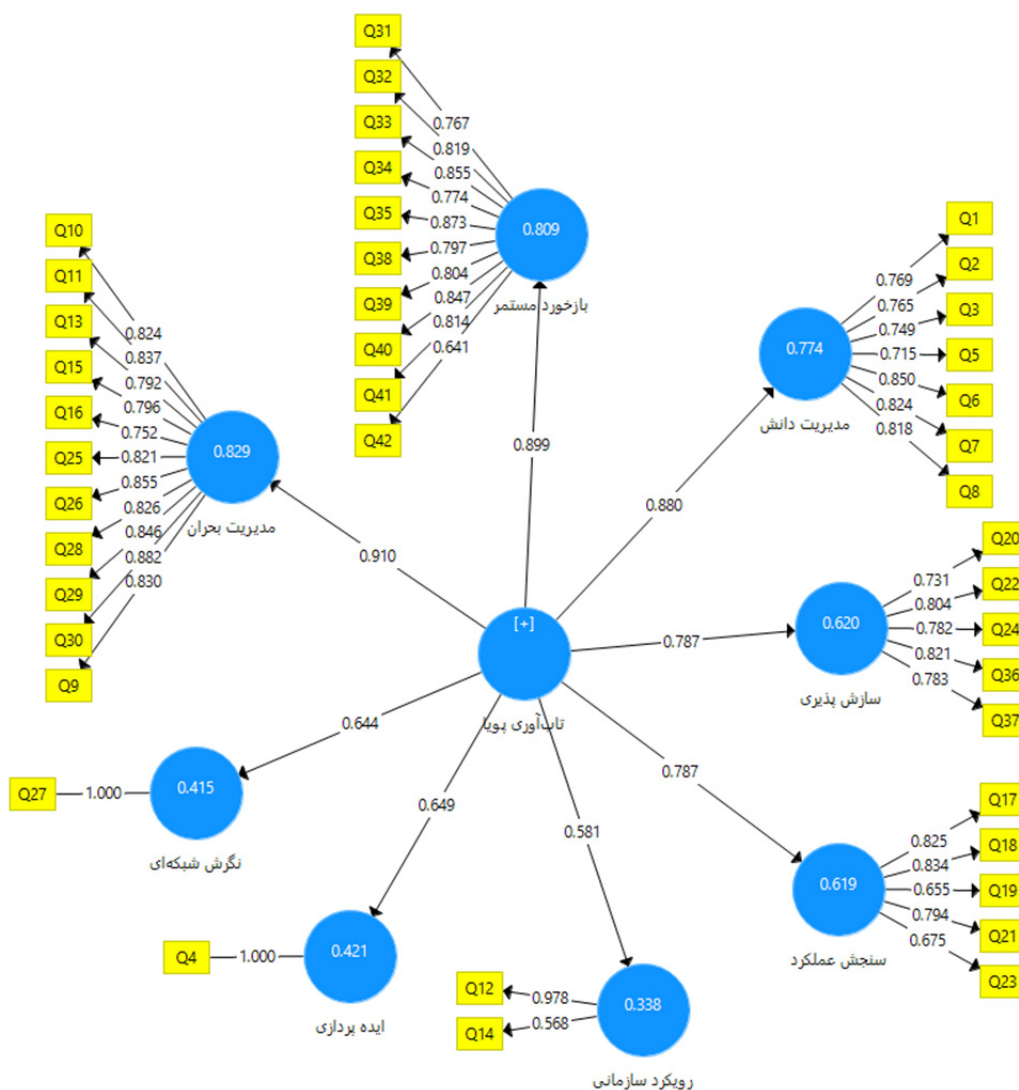 Q31
Q32
Q33
Q34
Q35
Q38
Q39
Q40
Q41
Q42
0.767
0.819
0.855
0.774
0.873
0.797
0.804
0.847
0.814
0.641
0.809
بازخورد مستمر
Q10
Q11
Q13
Q15
Q16
Q25
Q26
Q28
Q29
Q30
Q9
0.824
0.837
0.792
0.796
0.752
0.821
0.855
0.826
0.846
0.882
0.830
0.829
مدیریت بحران
Q1
Q2
Q3
Q5
Q6
Q7
Q8
0.769
0.765
0.749
0.715
0.850
0.824
0.818
0.774
مدیریت دانش
0.899
0.880
0.910
[+]
تاب‌آوری پویا
0.787
0.620
سازش پذیری
Q20
Q22
Q24
Q36
Q37
0.731
0.804
0.782
0.821
0.783
0.644
0.649
0.581
0.787
Q27
1.000
0.415
نگرش شبکه‌ای
Q4
1.000
0.421
ایده پردازی
Q12
Q14
0.978
0.568
0.338
رویکرد سازمانی
0.619
سنجش عملکرد
Q17
Q18
Q19
Q21
Q23
0.825
0.834
0.655
0.794
0.675